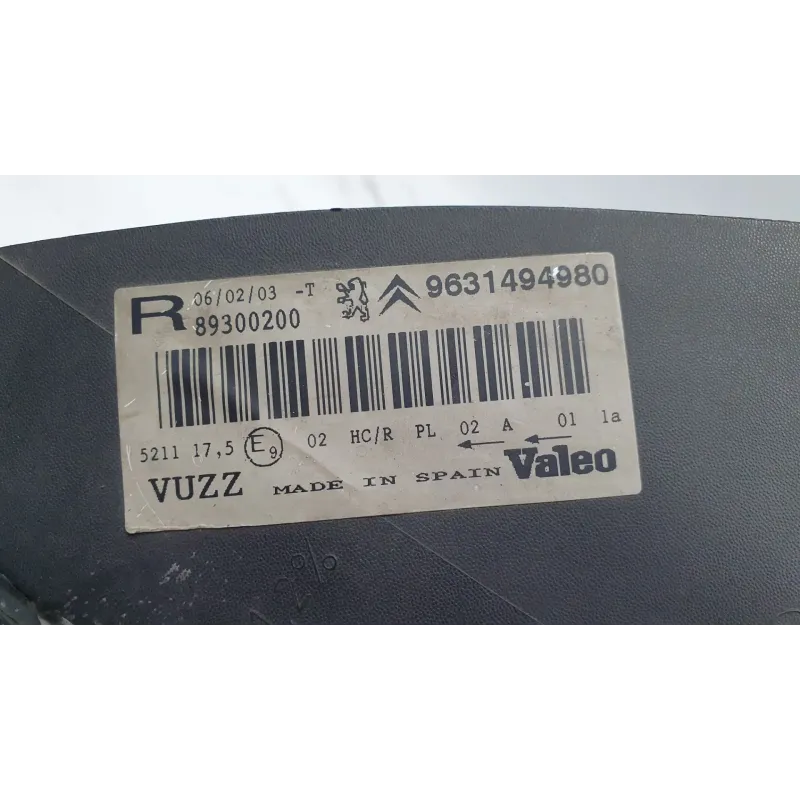 R 06/02/03 -T 9631494980
89300200
5211 17,5 E9 02 HC/R PL 02 A 01 1a
VUZZ MADE IN SPAIN Valeo